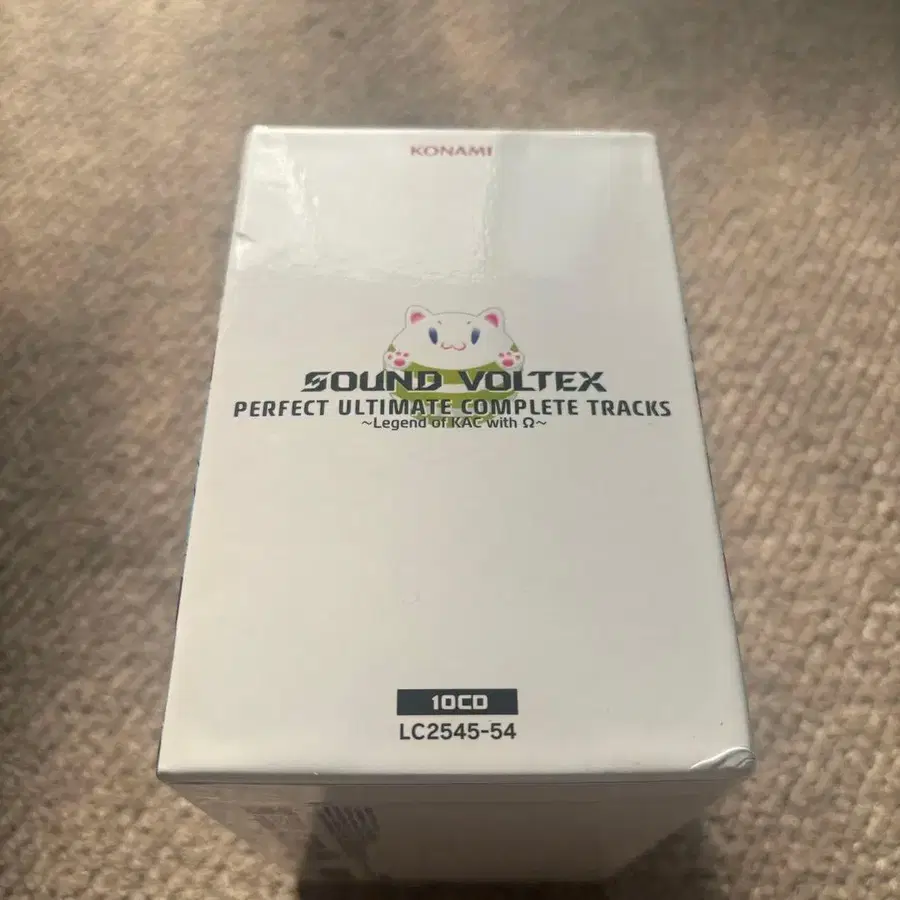 KONAMI
SOUND VOLTEX
PERFECT ULTIMATE COMPLETE TRACKS
~Legend of KAC with Ω~
10CD
LC2545-54